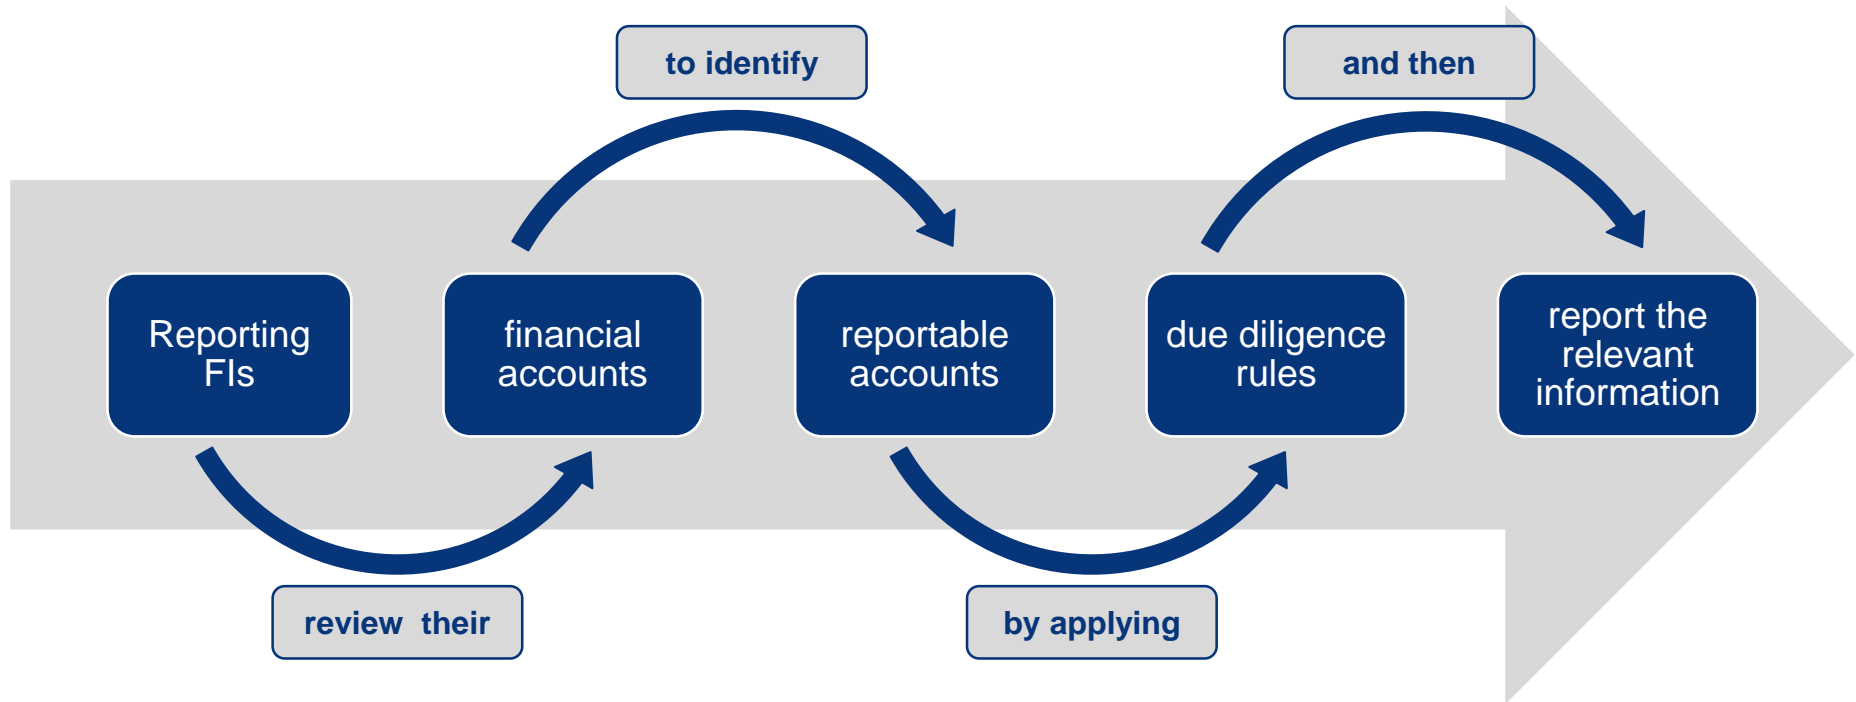 to identify
and then
Reporting
FIs
financial
accounts
reportable
accounts
due diligence
rules
report the
relevant
information
review  their
by applying